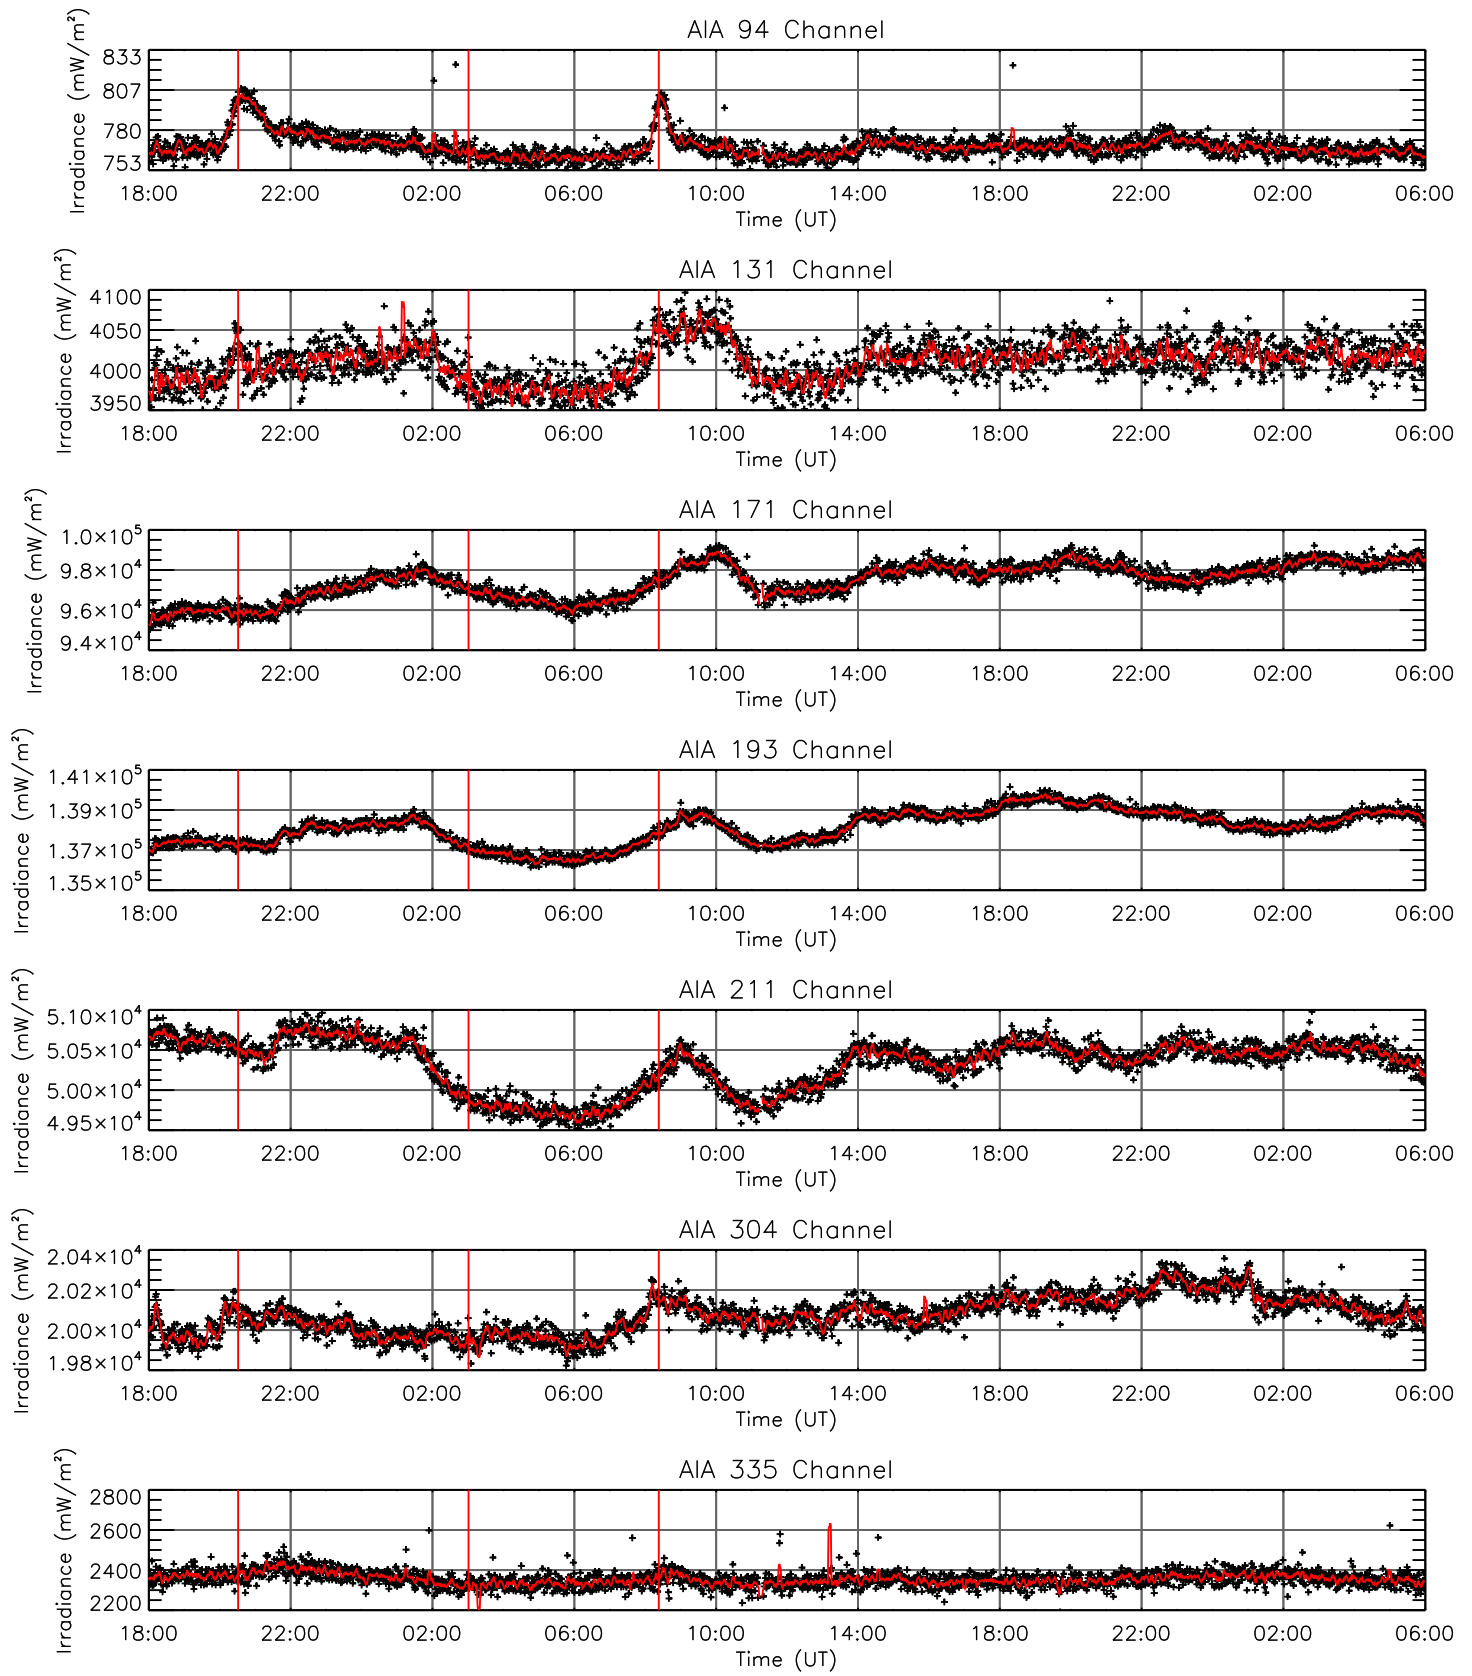 AIA 94 Channel
Irradiance (mW/m²)
833
807
780
753
18:00 22:00 02:00 06:00 10:00 14:00 18:00 22:00 02:00 06:00
Time (UT)
AIA 131 Channel
Irradiance (mW/m²)
4100
4050
4000
3950
18:00 22:00 02:00 06:00 10:00 14:00 18:00 22:00 02:00 06:00
Time (UT)
AIA 171 Channel
Irradiance (mW/m²)
1.0×10⁵
9.8×10⁴
9.6×10⁴
9.4×10⁴
18:00 22:00 02:00 06:00 10:00 14:00 18:00 22:00 02:00 06:00
Time (UT)
AIA 193 Channel
Irradiance (mW/m²)
1.41×10⁵
1.39×10⁵
1.37×10⁵
1.35×10⁵
18:00 22:00 02:00 06:00 10:00 14:00 18:00 22:00 02:00 06:00
Time (UT)
AIA 211 Channel
Irradiance (mW/m²)
5.10×10⁴
5.05×10⁴
5.00×10⁴
4.95×10⁴
18:00 22:00 02:00 06:00 10:00 14:00 18:00 22:00 02:00 06:00
Time (UT)
AIA 304 Channel
Irradiance (mW/m²)
2.04×10⁴
2.02×10⁴
2.00×10⁴
1.98×10⁴
18:00 22:00 02:00 06:00 10:00 14:00 18:00 22:00 02:00 06:00
Time (UT)
AIA 335 Channel
Irradiance (mW/m²)
2800
2600
2400
2200
18:00 22:00 02:00 06:00 10:00 14:00 18:00 22:00 02:00 06:00
Time (UT)